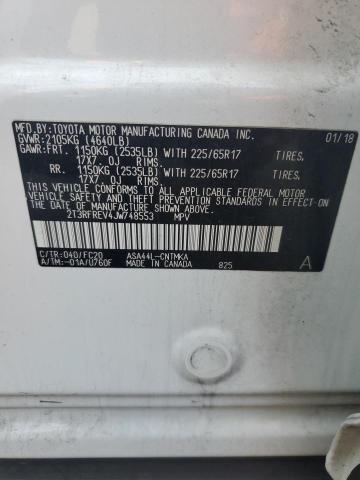 MFD.BY:TOYOTA MOTOR MANUFACTURING CANADA INC. 01/18
GVWR:2105KG (4640LB)
GAWR:FRT. 1150KG (2535LB) WITH 225/65R17 TIRES.
17X7.0J RIMS.
RR. 1150KG (2535LB) WITH 225/65R17 TIRES.
17X7.0J RIMS.
THIS VEHICLE CONFORMS TO ALL APPLICABLE FEDERAL MOTOR
VEHICLE SAFETY, BUMPER, AND THEFT PREVENTION STANDARDS
IN EFFECT ON THE DATE OF MANUFACTURE SHOWN ABOVE.
2T3RFREV4JW748553 MPV
C/TR:040/FC20 ASA44L-CNTMKA
A/TM:-01A/U760F MADE IN CANADA 825 A